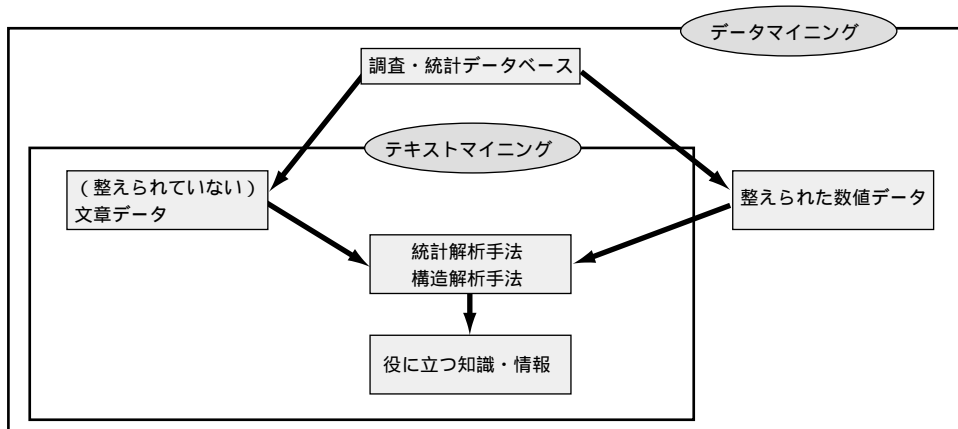 データマイニング
調査・統計データベース
テキストマイニング
（整えられていない）
文章データ
整えられた数値データ
統計解析手法
構造解析手法
役に立つ知識・情報